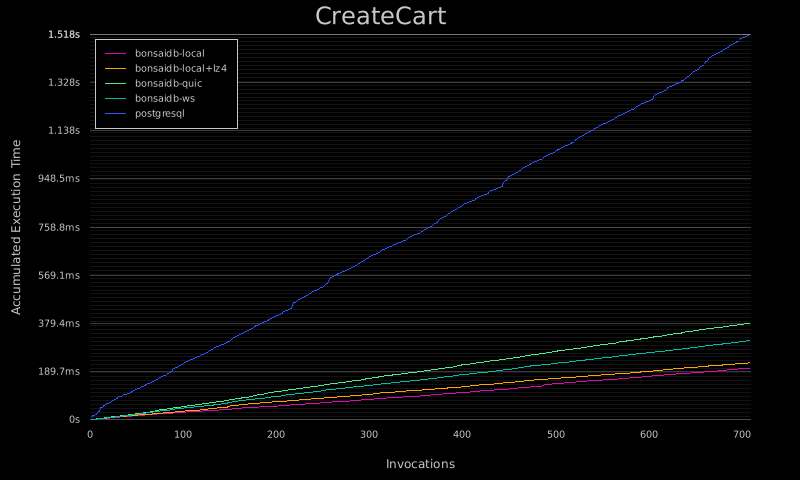 CreateCart
1.518s
bonsaidb-local
bonsaidb-local+lz4
bonsaidb-quic
bonsaidb-ws
postgresql
1.328s
1.138s
948.5ms
758.8ms
569.1ms
379.4ms
189.7ms
0s
Accumulated Execution Time
0 100 200 300 400 500 600 700
Invocations